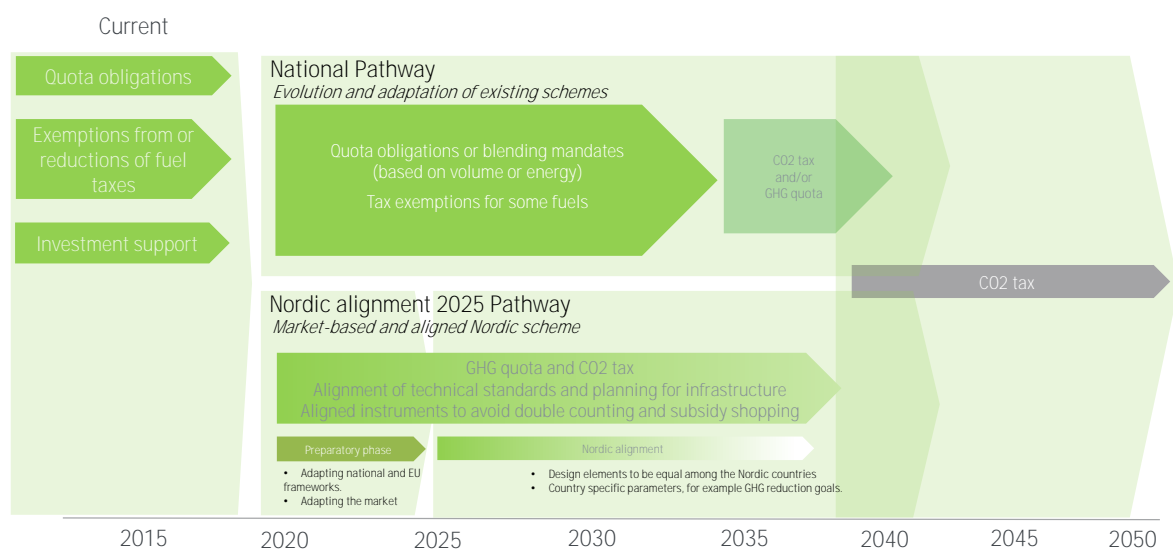 Current
Quota obligations
Exemptions from or
reductions of fuel
taxes
Investment support
National Pathway
Evolution and adaptation of existing schemes
Quota obligations or blending mandates
(based on volume or energy)
Tax exemptions for some fuels
CO2 tax
and/or
GHG quota
CO2 tax
Nordic alignment 2025 Pathway
Market-based and aligned Nordic scheme
GHG quota and CO2 tax
Alignment of technical standards and planning for infrastructure
Aligned instruments to avoid double counting and subsidy shopping
Preparatory phase
• Adapting national and EU
frameworks.
• Adapting the market
Nordic alignment
• Design elements to be equal among the Nordic countries
• Country specific parameters, for example GHG reduction goals.
2015 2020 2025 2030 2035 2040 2045 2050